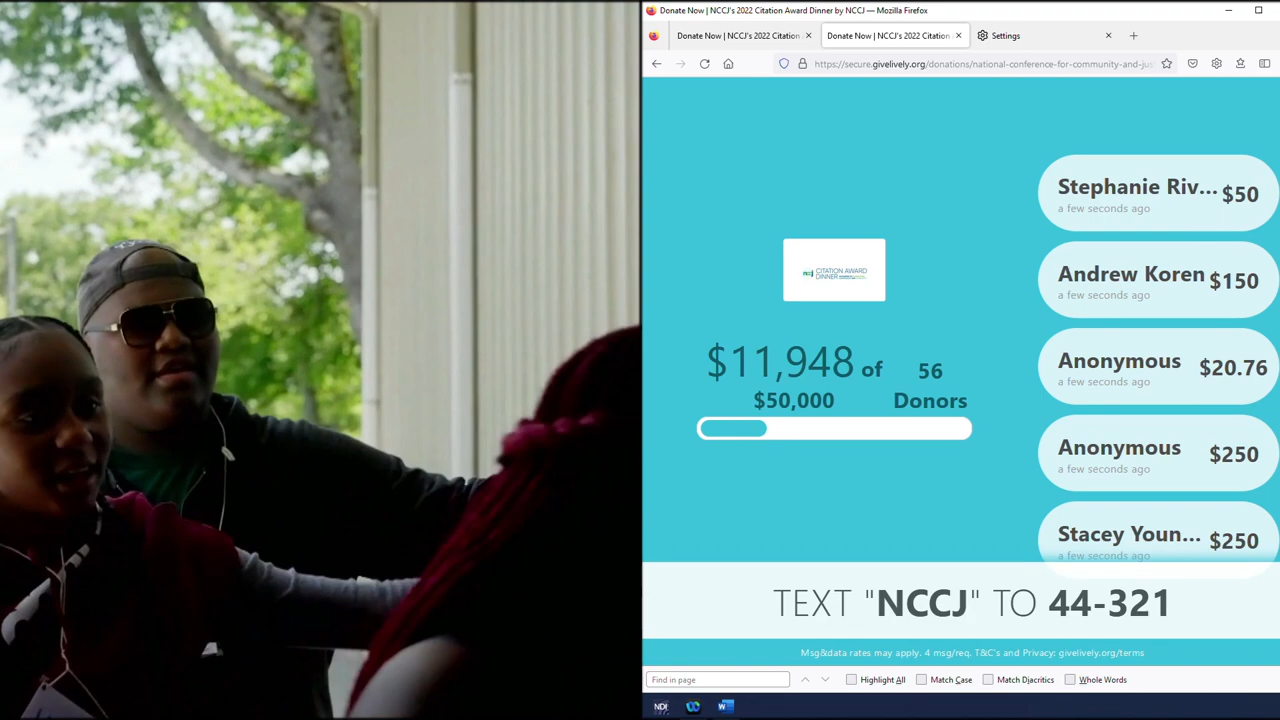 Donate Now | NCCJ's 2022 Citation Award Dinner by NCCJ — Mozilla Firefox
Donate Now | NCCJ's 2022 Citation
Donate Now | NCCJ's 2022 Citation
Settings
https://secure.givelively.org/donations/national-conference-for-community-and-jus
Stephanie Riv... $50
a few seconds ago
Andrew Koren $150
a few seconds ago
nccj CITATION AWARD
DINNER
Anonymous $20.76
a few seconds ago
$11,948 of
$50,000
56
Donors
Anonymous $250
a few seconds ago
Stacey Youn... $250
a few seconds ago
TEXT "NCCJ" TO 44-321
Msg&data rates may apply. 4 msg/req. T&C's and Privacy: givelively.org/terms
Find in page
Highlight All
Match Case
Match Diacritics
Whole Words
NDI
W